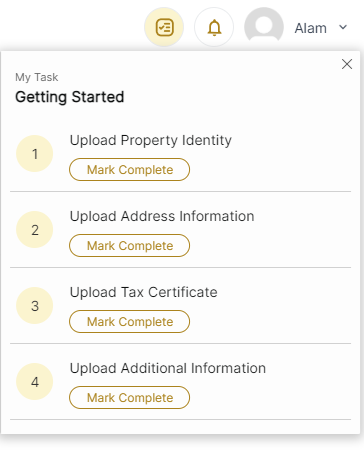 Alam
My Task
Getting Started
1
Upload Property Identity
Mark Complete
2
Upload Address Information
Mark Complete
3
Upload Tax Certificate
Mark Complete
4
Upload Additional Information
Mark Complete